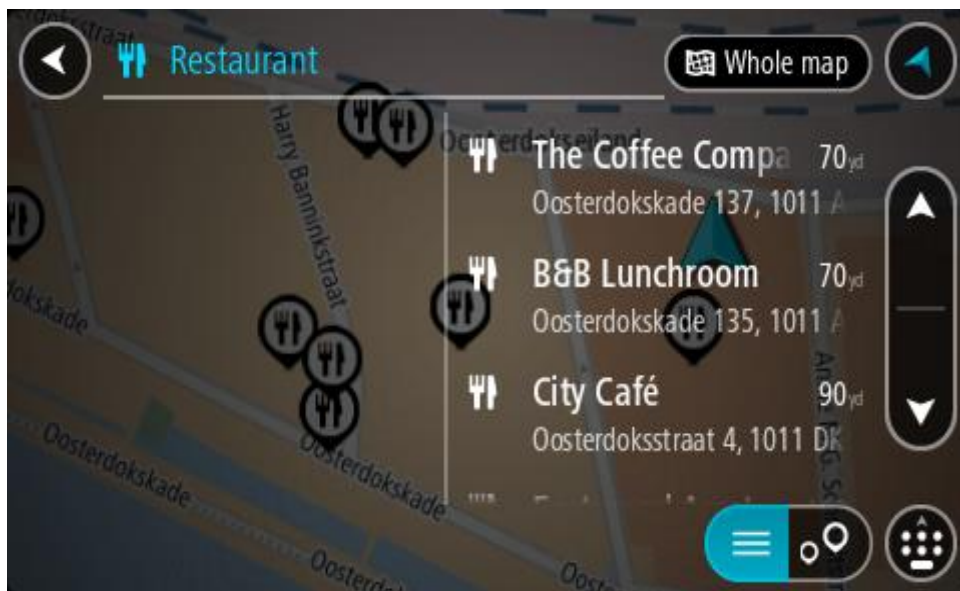 Restaurant
Whole map
The Coffee Compa 70yd
Oosterdokskade 137, 1011 A
B&B Lunchroom 70yd
Oosterdokskade 135, 1011 A
City Café 90yd
Oosterdoksstraat 4, 1011 DK
Harry Banninkstraat
Oosterdokseiland
Oosterdokskade
Oosterdokskade